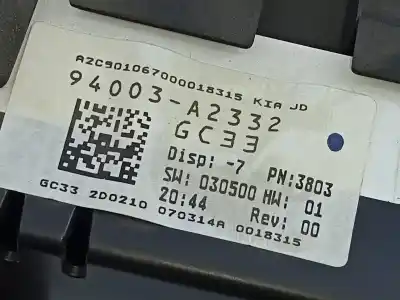 A2C901067000018315 KIA JD
94003-A2332
GC33
Disp: -7 PN:3803
SW: 030500 HW: 01
20:44 Rev: 00
GC33 2D0210 070314A 0018315